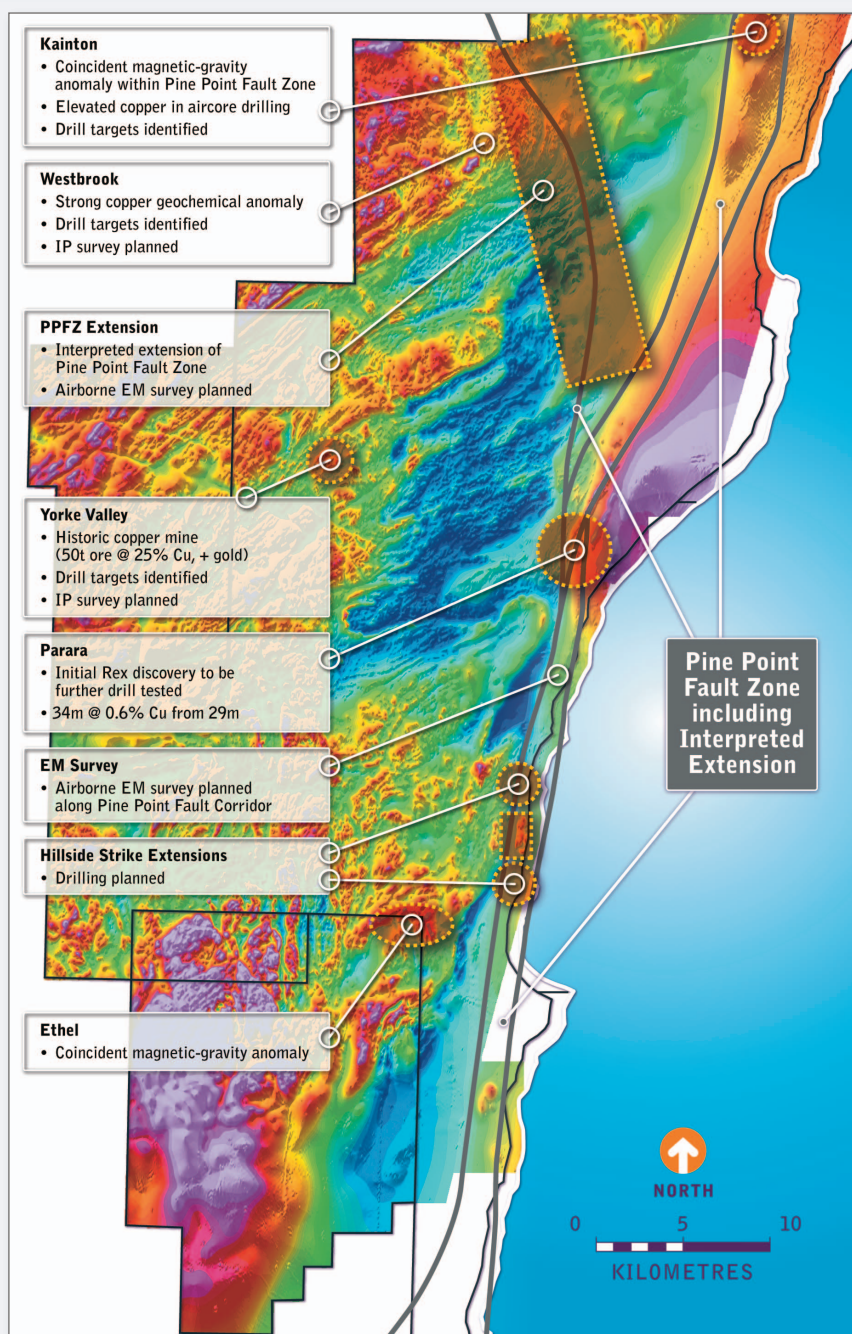 Kainton
• Coincident magnetic-gravity
anomaly within Pine Point Fault Zone
• Elevated copper in aircore drilling
• Drill targets identified
Westbrook
• Strong copper geochemical anomaly
• Drill targets identified
• IP survey planned
PPFZ Extension
• Interpreted extension of
Pine Point Fault Zone
• Airborne EM survey planned
Yorke Valley
• Historic copper mine
(50t ore @ 25% Cu, + gold)
• Drill targets identified
• IP survey planned
Parara
• Initial Rex discovery to be
further drill tested
• 34m @ 0.6% Cu from 29m
EM Survey
• Airborne EM survey planned
along Pine Point Fault Corridor
Hillside Strike Extensions
• Drilling planned
Ethel
• Coincident magnetic-gravity anomaly
Pine Point
Fault Zone
including
Interpreted
Extension
NORTH
0 5 10
KILOMETRES